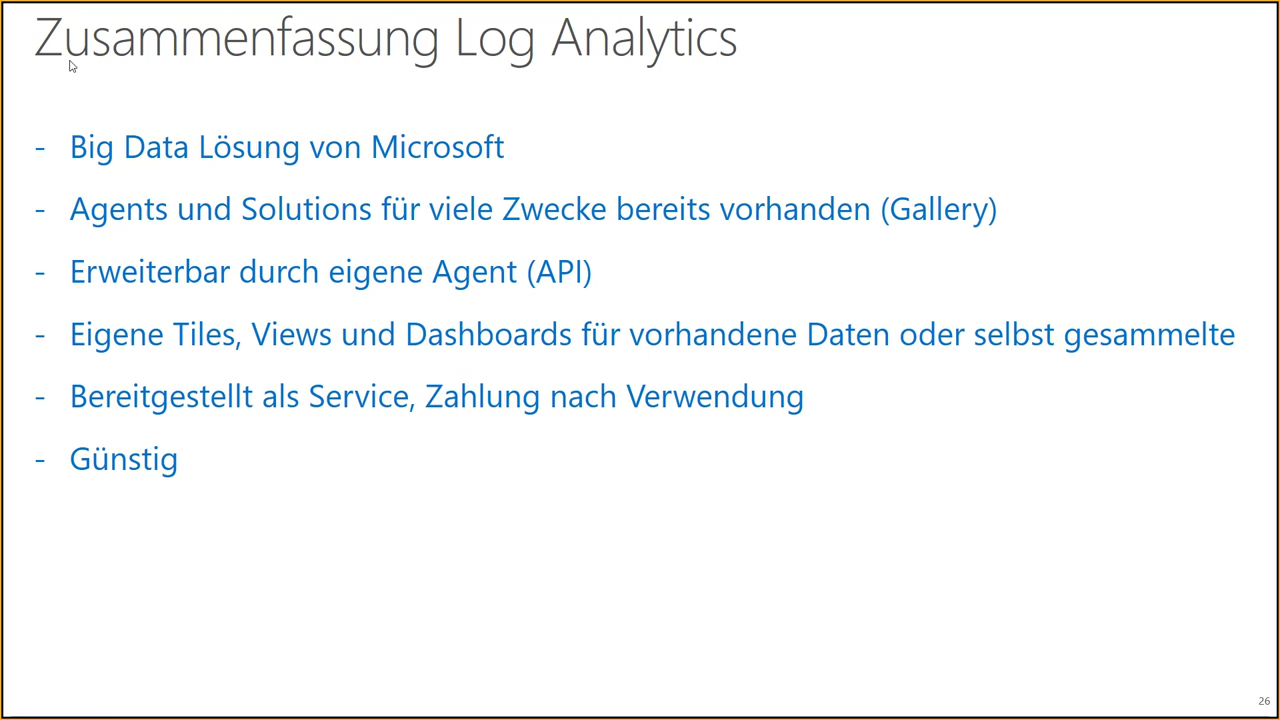 Zusammenfassung Log Analytics
- Big Data Lösung von Microsoft
- Agents und Solutions für viele Zwecke bereits vorhanden (Gallery)
- Erweiterbar durch eigene Agent (API)
- Eigene Tiles, Views und Dashboards für vorhandene Daten oder selbst gesammelte
- Bereitgestellt als Service, Zahlung nach Verwendung
- Günstig
26